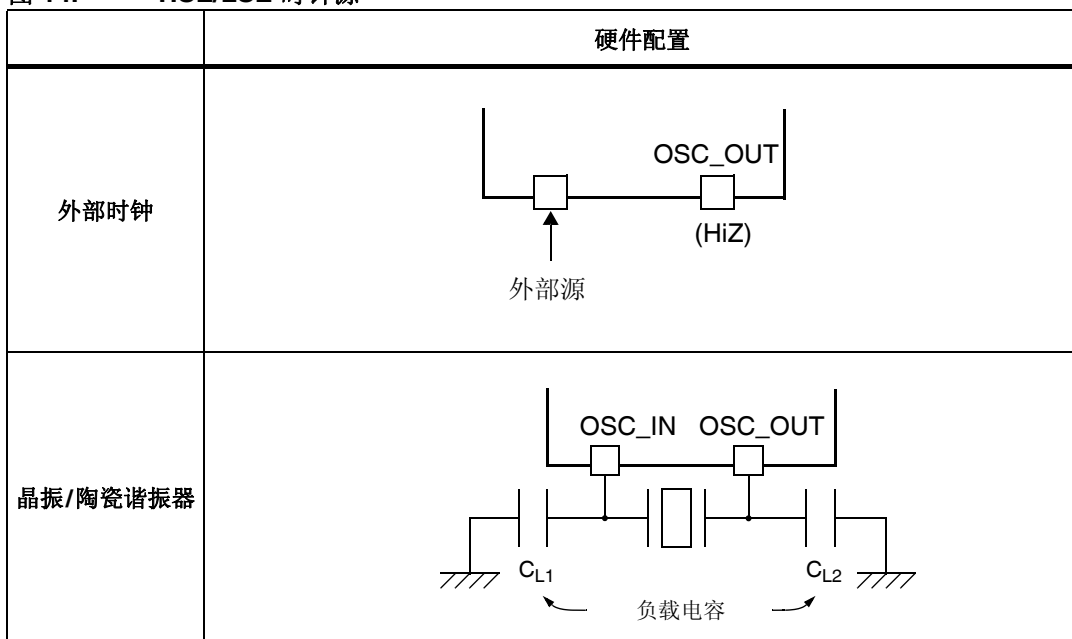 硬件配置
外部时钟
OSC_OUT
(HiZ)
外部源
晶振/陶瓷谐振器
OSC_IN OSC_OUT
CL1
CL2
负载电容